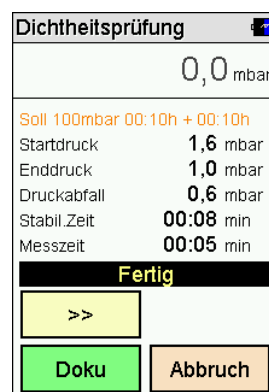 Dichtheitsprüfung
0,0 mbar
Soll 100mbar 00:10h + 00:10h
Startdruck 1,6 mbar
Enddruck 1,0 mbar
Druckabfall 0,6 mbar
Stabil.Zeit 00:08 min
Messzeit 00:05 min
Fertig
>>
Doku Abbruch